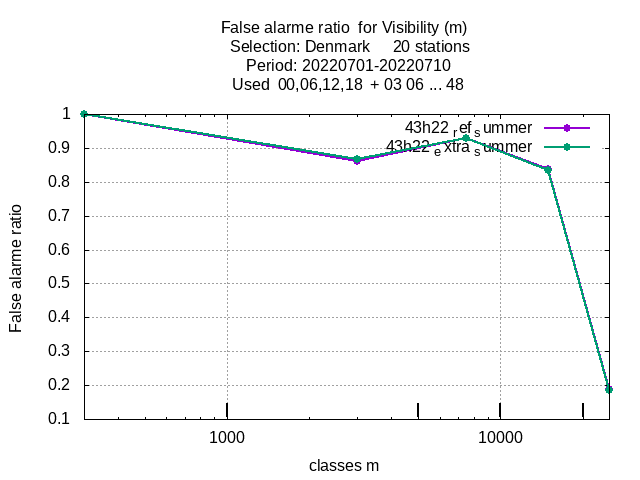 False alarme ratio  for Visibility (m)
Selection: Denmark     20 stations
Period: 20220701-20220710
Used  00,06,12,18  + 03 06 ... 48
43h22_ref_summer
43h22_extra_summer
1
0.9
0.8
0.7
0.6
0.5
0.4
0.3
0.2
0.1
False alarme ratio
1000
10000
classes m